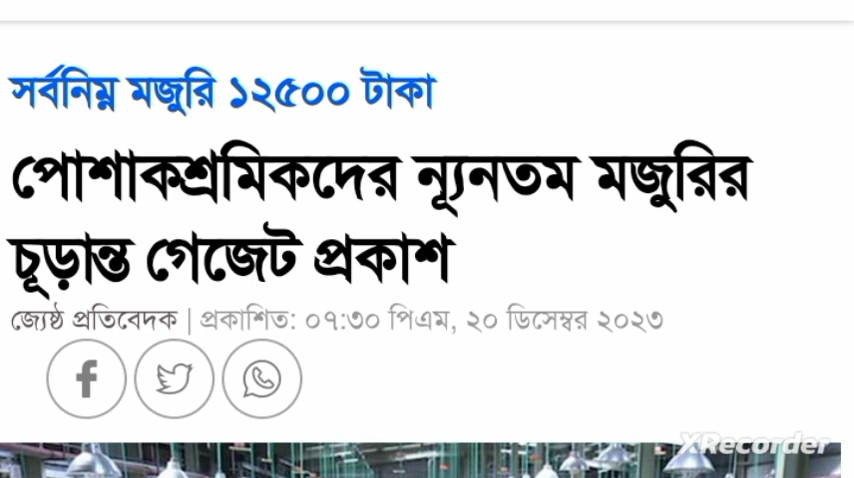 সর্বনিম্ন মজুরি ১২৫০০ টাকা
পোশাকশ্রমিকদের ন্যূনতম মজুরির
চূড়ান্ত গেজেট প্রকাশ
জ্যেষ্ঠ প্রতিবেদক | প্রকাশিত: ০৭:৩০ পিএম, ২০ ডিসেম্বর ২০২৩
XRecorder